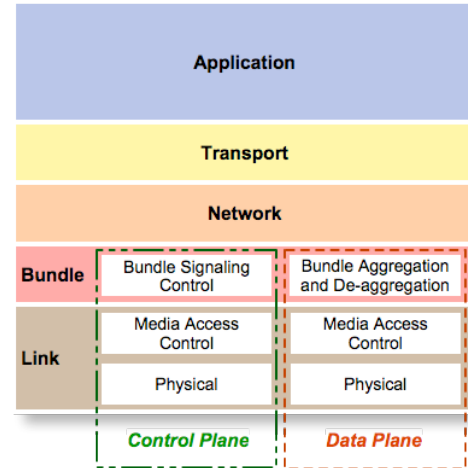 Application
Transport
Network
Bundle
Bundle Signaling
Control
Bundle Aggregation
and De-aggregation
Link
Media Access
Control
Media Access
Control
Physical
Physical
Control Plane
Data Plane